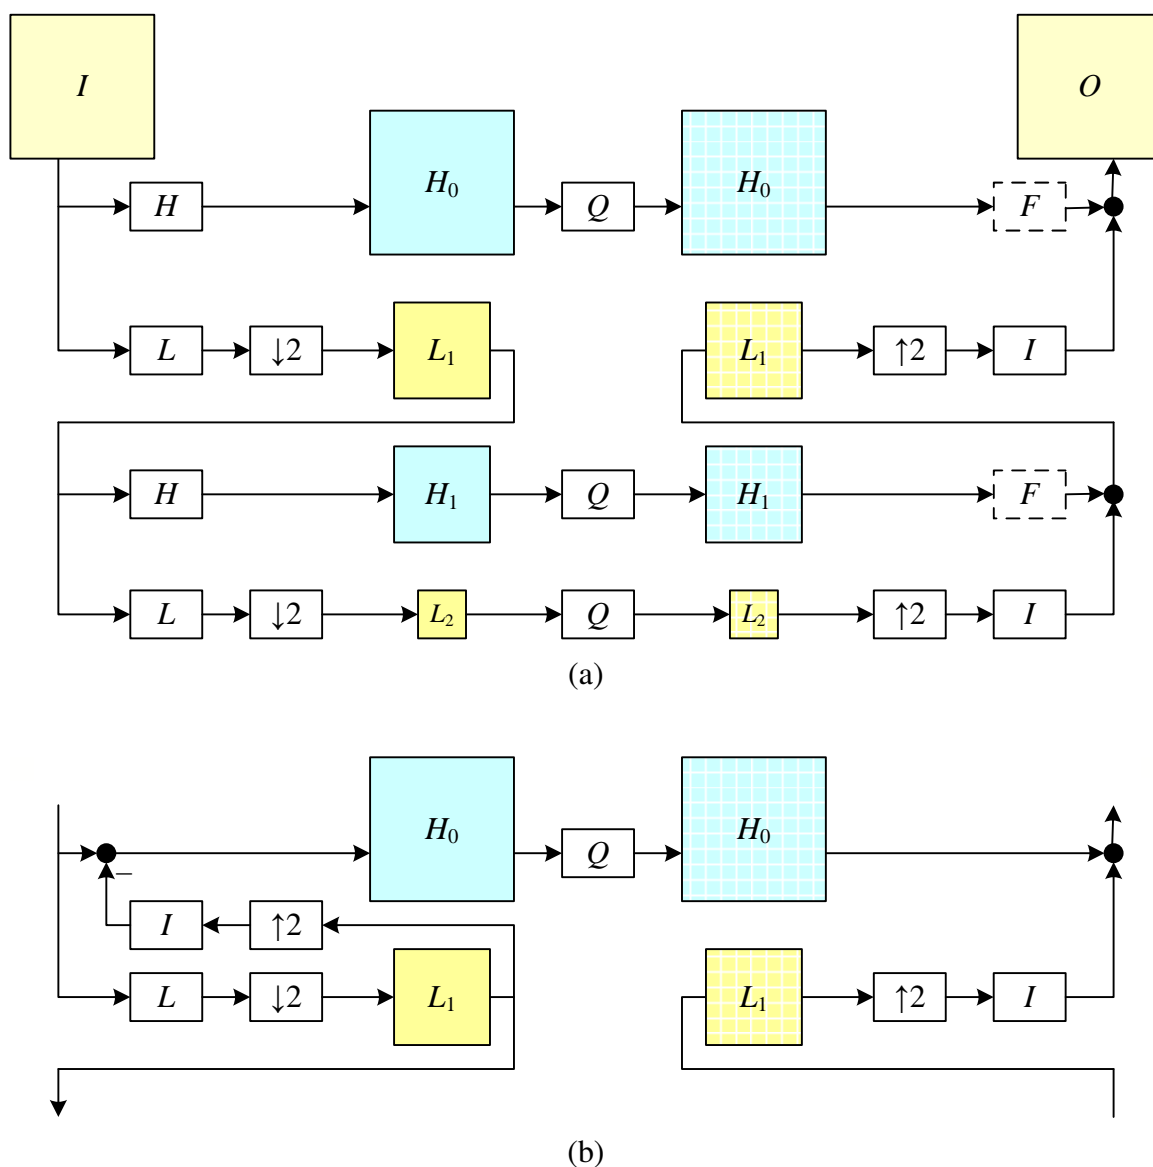 I O
H H₀ Q H₀ F
L ↓2 L₁ L₁ ↑2 I
H H₁ Q H₁ F
L ↓2 L₂ Q L₂ ↑2 I
(a)
H₀ Q H₀
–
I ↑2
L ↓2 L₁ L₁ ↑2 I
(b)